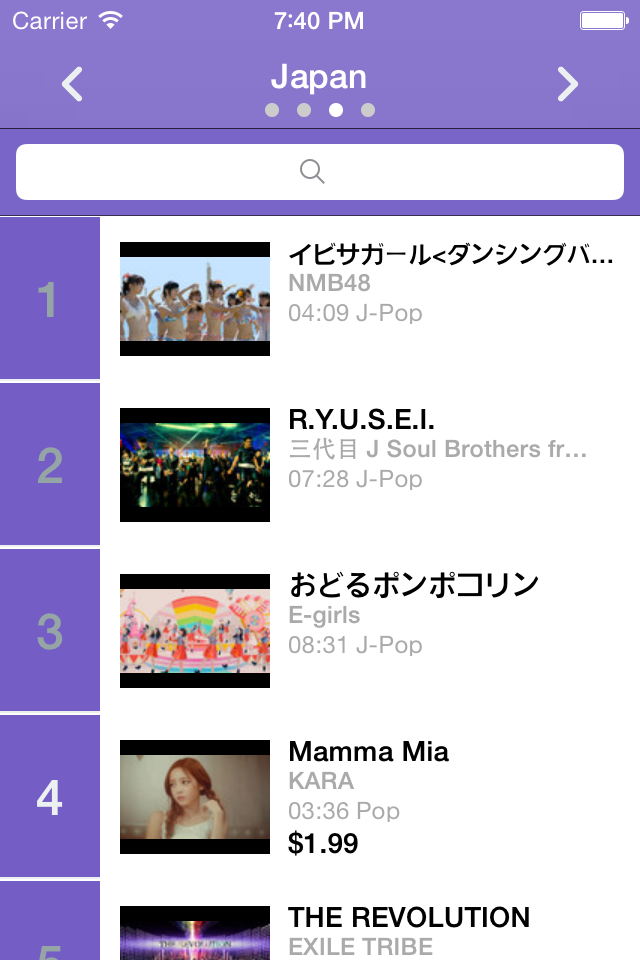 Carrier 7:40 PM
Japan
1
イビサガール<ダンシングバ...
NMB48
04:09 J-Pop
2
R.Y.U.S.E.I.
三代目 J Soul Brothers fr...
07:28 J-Pop
3
おどるポンポコリン
E-girls
08:31 J-Pop
4
Mamma Mia
KARA
03:36 Pop
$1.99
5
THE REVOLUTION
THE REVOLUTION
EXILE TRIBE